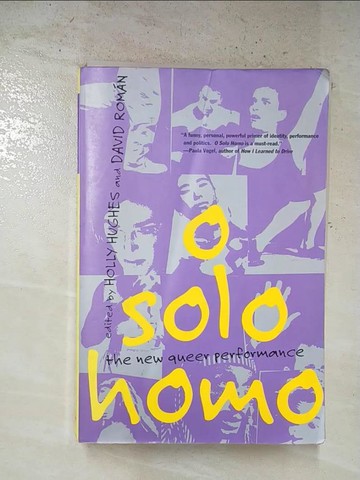 "A funny, personal, powerful primer of identity, performance
and politics. O Solo Homo is a must-read."
–Paula Vogel, author of How I Learned to Drive
edited by HOLLY HUGHES and DAVID ROMÁN
o
solo
the new queer performance
homo